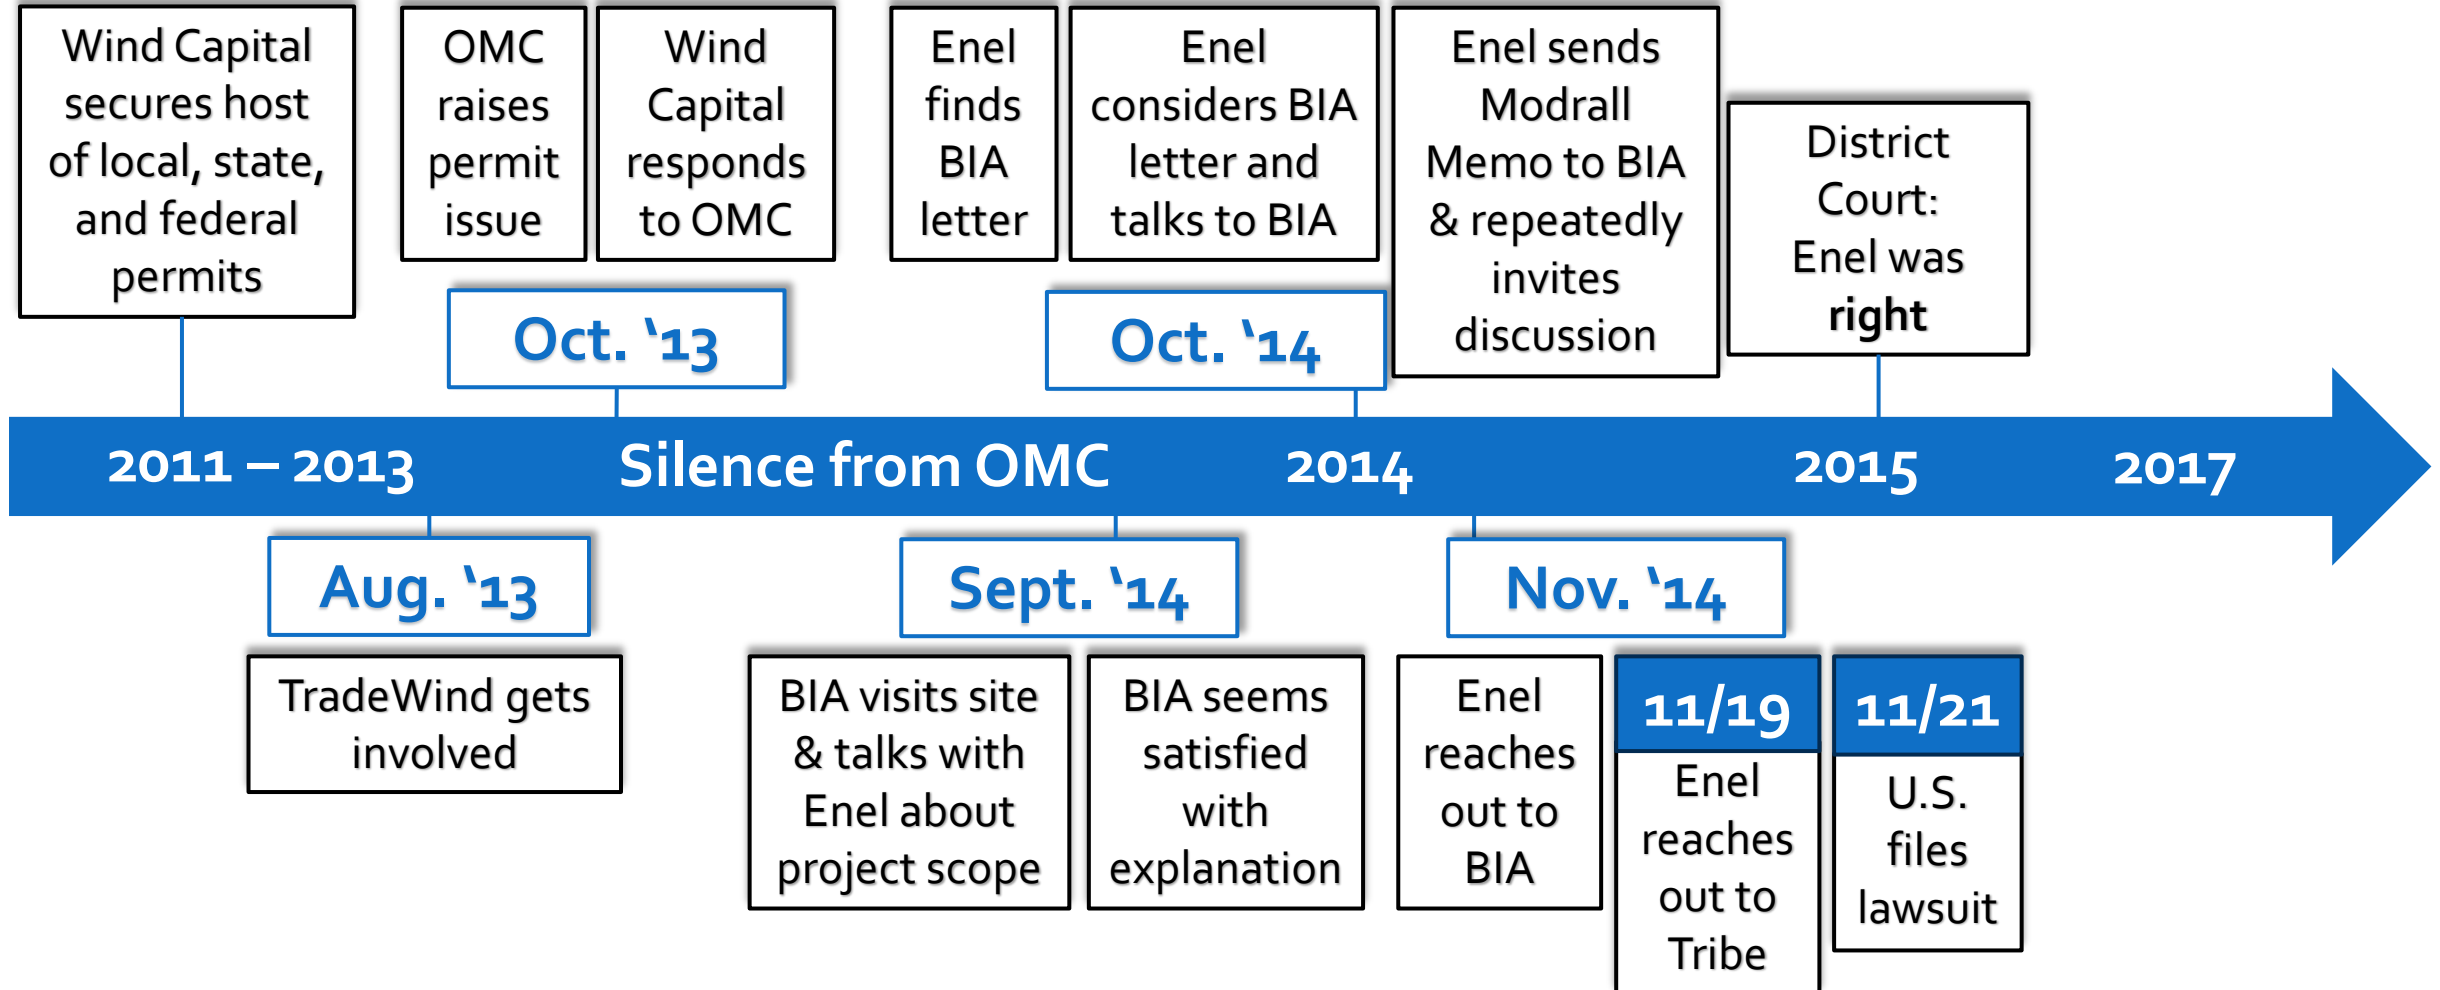 Wind Capital
secures host
of local, state,
and federal
permits
OMC
raises
permit
issue
Wind
Capital
responds
to OMC
Enel
finds
BIA
letter
Enel
considers BIA
letter and
talks to BIA
Enel sends
Modrall
Memo to BIA
& repeatedly
invites
discussion
District
Court:
Enel was
right
Oct. ‘13
Oct. ‘14
2011 – 2013
Silence from OMC
2014
2015
2017
Aug. ‘13
Sept. ‘14
Nov. ‘14
TradeWind gets
involved
BIA visits site
& talks with
Enel about
project scope
BIA seems
satisfied
with
explanation
Enel
reaches
out to
BIA
11/19
Enel
reaches
out to
Tribe
11/21
U.S.
files
lawsuit